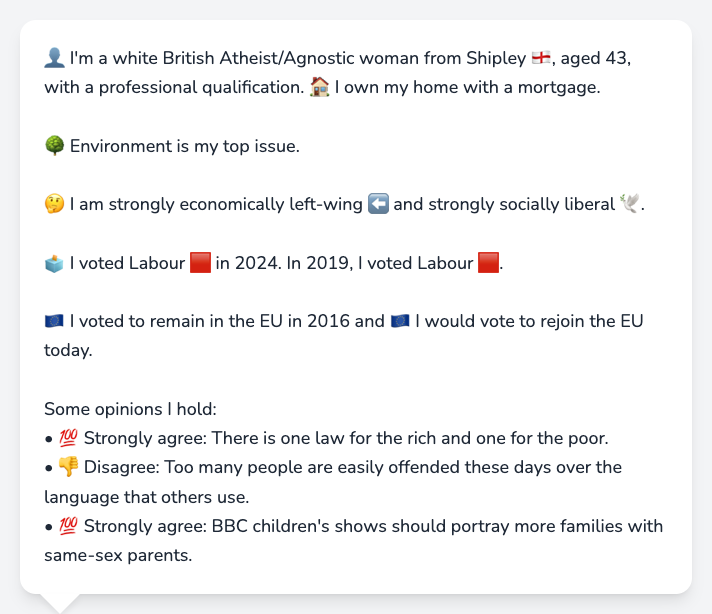 👤 I'm a white British Atheist/Agnostic woman from Shipley 🏴󠁧󠁢󠁥󠁮󠁧󠁿, aged 43,
with a professional qualification. 🏠 I own my home with a mortgage.
🌳 Environment is my top issue.
🤔 I am strongly economically left-wing ⬅️ and strongly socially liberal 🕊️.
🗳️ I voted Labour 🟥 in 2024. In 2019, I voted Labour 🟥.
🇪🇺 I voted to remain in the EU in 2016 and 🇪🇺 I would vote to rejoin the EU
today.
Some opinions I hold:
• 💯 Strongly agree: There is one law for the rich and one for the poor.
• 👎 Disagree: Too many people are easily offended these days over the
language that others use.
• 💯 Strongly agree: BBC children's shows should portray more families with
same-sex parents.